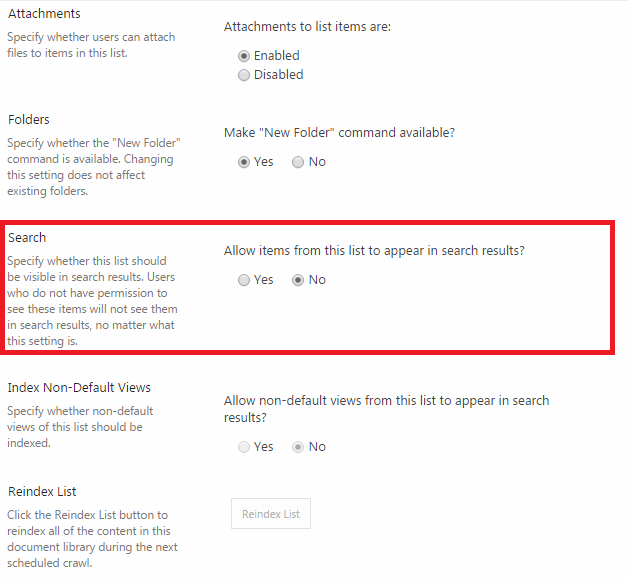 Attachments
Specify whether users can attach
files to items in this list.
Attachments to list items are:
Enabled
Disabled
Folders
Specify whether the "New Folder"
command is available. Changing
this setting does not affect
existing folders.
Make "New Folder" command available?
Yes No
Search
Specify whether this list should
be visible in search results. Users
who do not have permission to
see these items will not see them
in search results, no matter what
this setting is.
Allow items from this list to appear in search results?
Yes No
Index Non-Default Views
Specify whether non-default
views of this list should be
indexed.
Allow non-default views from this list to appear in search
results?
Yes No
Reindex List
Click the Reindex List button to
reindex all of the content in this
document library during the next
scheduled crawl.
Reindex List